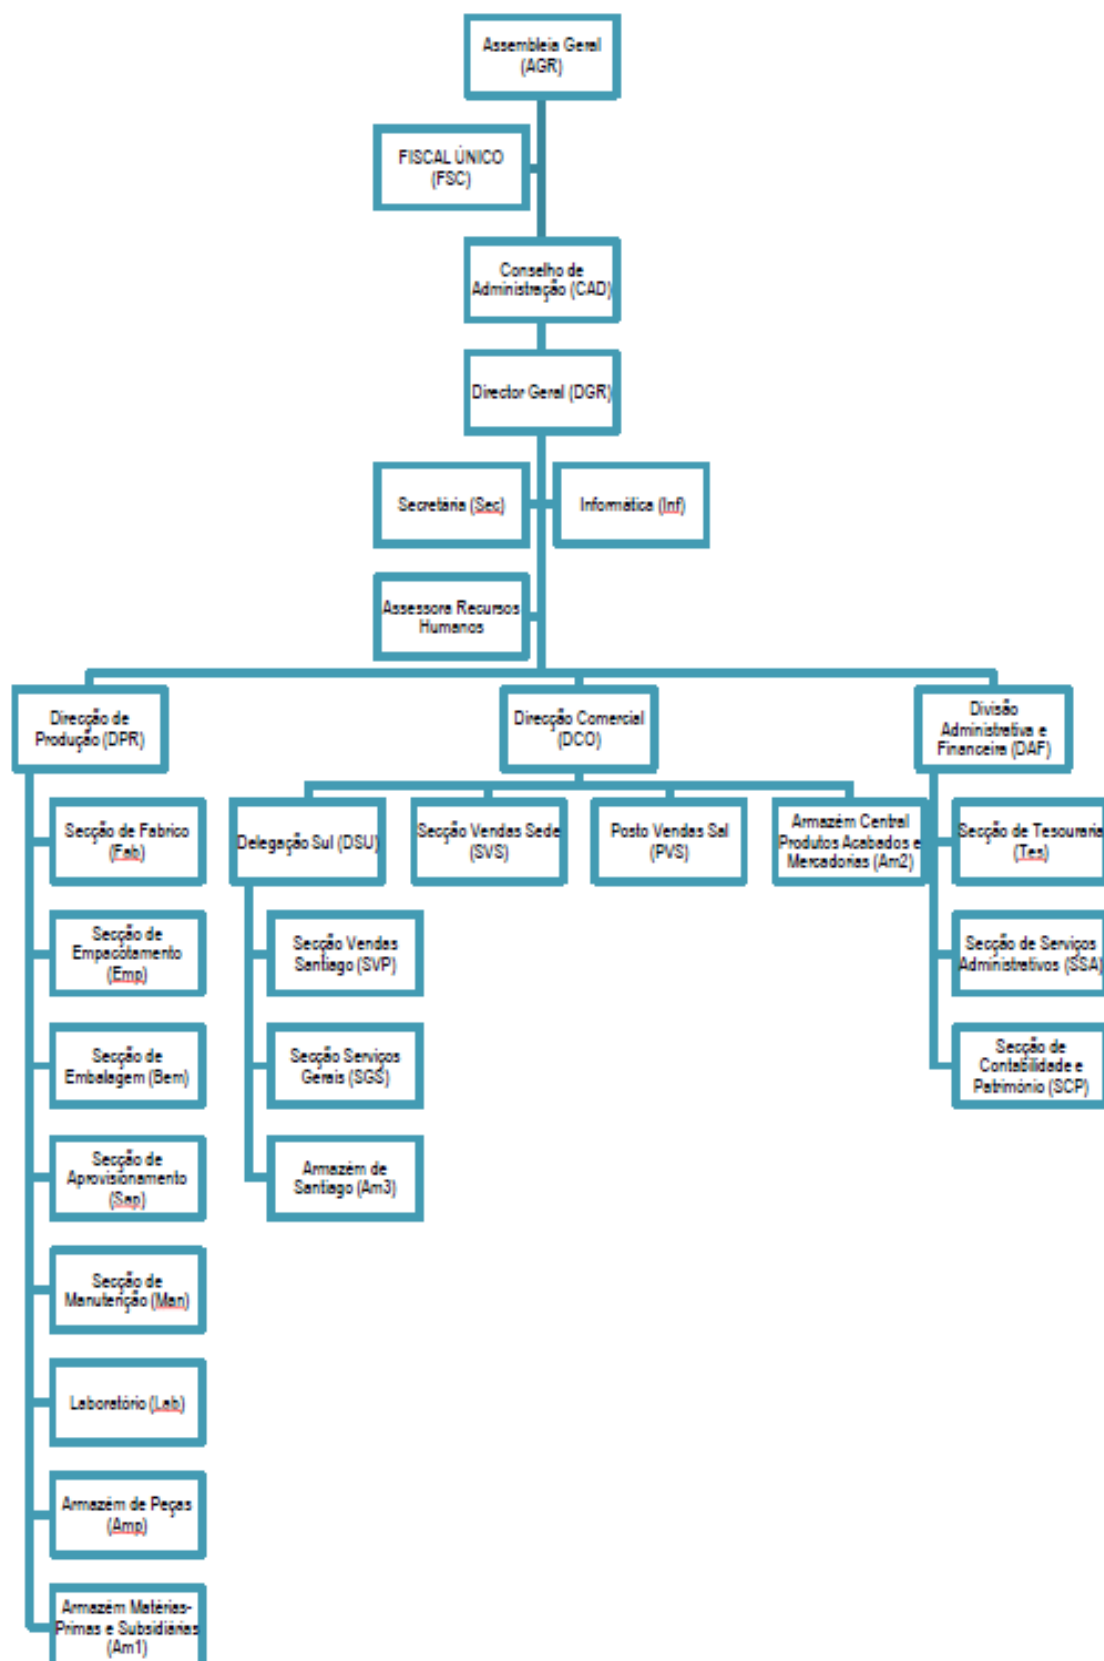 Assembleia Geral
(AGR)
FISCAL ÚNICO
(FSC)
Conselho de
Administração (CAD)
Director Geral (DGR)
Secretária (Sec)
Informática (Inf)
Assessora Recursos
Humanos
Direcção de
Produção (DPR)
Direcção Comercial
(DCO)
Divisão
Administrativa e
Financeira (DAF)
Secção de Fabrico
(Fab)
Secção de
Empacotamento
(Emp)
Secção de
Embalagem (Bem)
Secção de
Aprovisionamento
(Sap)
Secção de
Manutenção (Man)
Laboratório (Lab)
Armazém de Peças
(Amp)
Armazém Matérias-
Primas e Subsidiárias
(Am1)
Delegação Sul (DSU)
Secção Vendas
Santiago (SVP)
Secção Serviços
Gerais (SGS)
Armazém de
Santiago (Am3)
Secção Vendas Sede
(SVS)
Posto Vendas Sal
(PVS)
Armazém Central
Produtos Acabados e
Mercadorias (Am2)
Secção de Tesouraria
(Tes)
Secção de Serviços
Administrativos (SSA)
Secção de
Contabilidade e
Património (SCP)